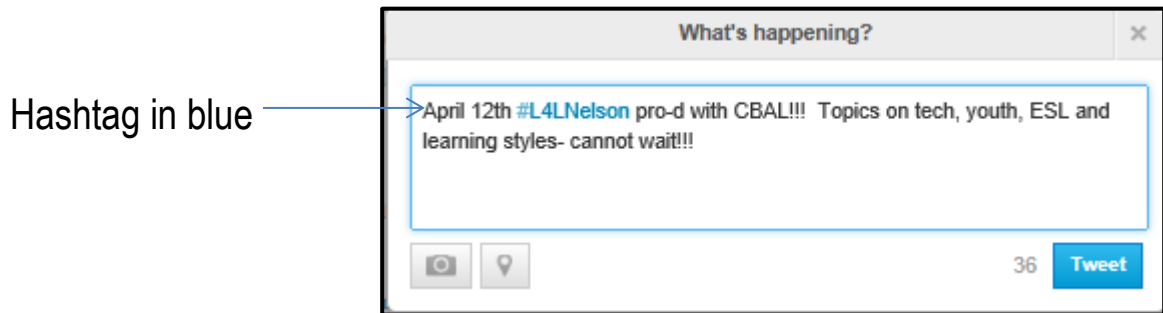 What's happening?
Hashtag in blue
April 12th #L4LNelson pro-d with CBAL!!!  Topics on tech, youth, ESL and
learning styles- cannot wait!!!
36
Tweet